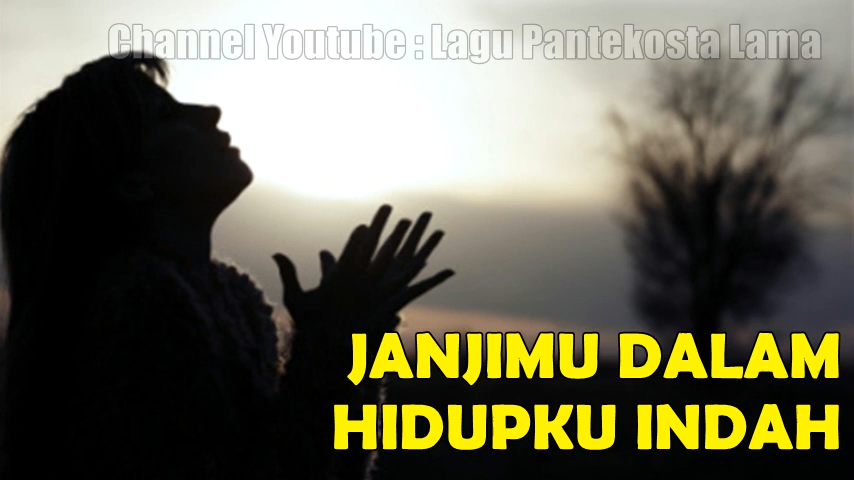 Channel Youtube : Lagu Pantekosta Lama
JANJIMU DALAM
HIDUPKU INDAH